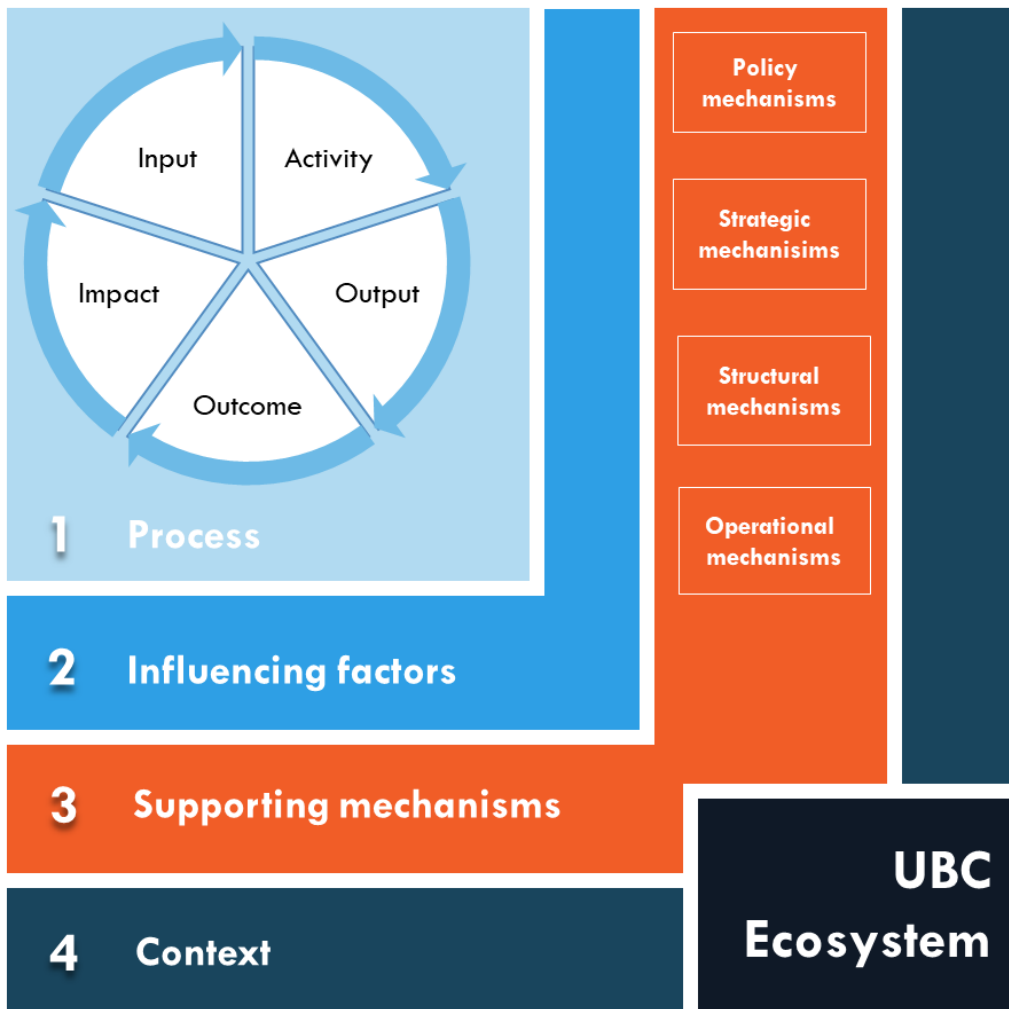 Input
Activity
Impact
Output
Outcome
1 Process
2 Influencing factors
3 Supporting mechanisms
4 Context
Policy
mechanisms
Strategic
mechanisims
Structural
mechanisms
Operational
mechanisms
UBC
Ecosystem